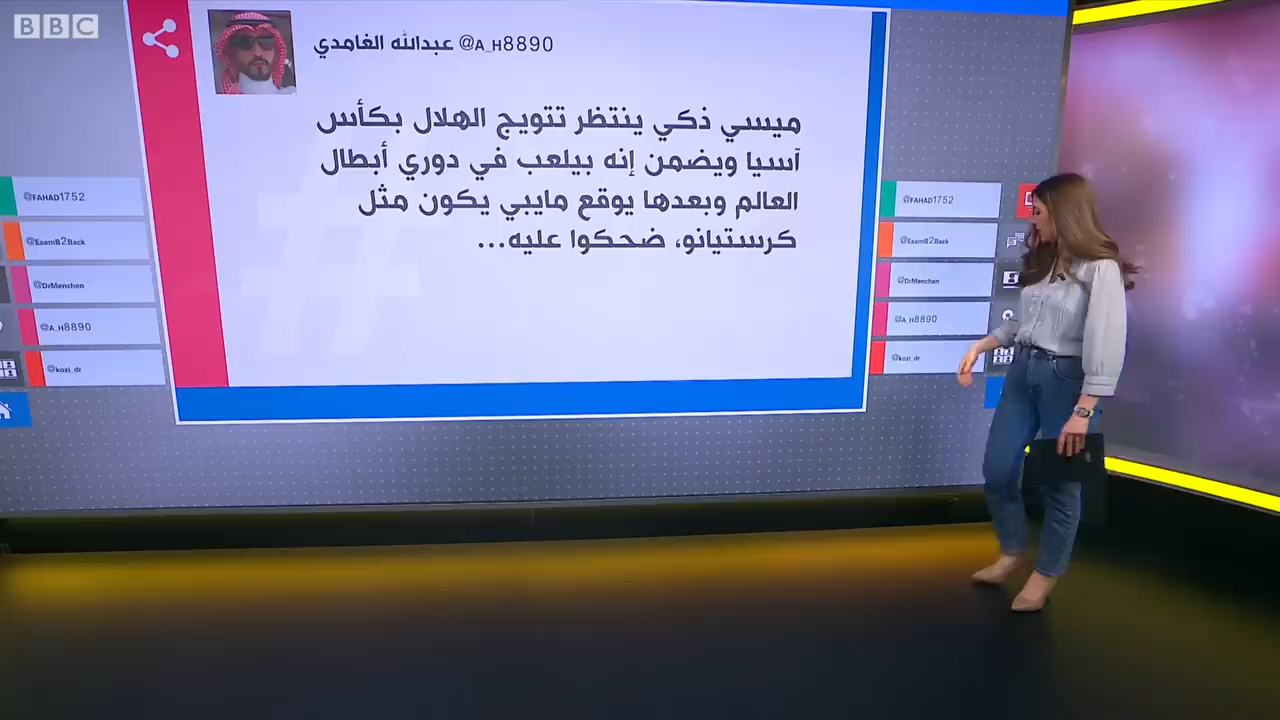 BBC
عبدالله الغامدي @A_H8890
ميسي ذكي ينتظر تتويج الهلال بكأس
آسيا ويضمن إنه بيلعب في دوري أبطال
العالم وبعدها يوقع مايبي يكون مثل
كرستيانو، ضحكوا عليه...
#
@FAHAD1752
@EsamB2Back
@DrMenchen
@A_H8890
@kozi_dr
@FAHAD1752
@EsamB2Back
@DrMenchen
@A_H8890
@kozi_dr